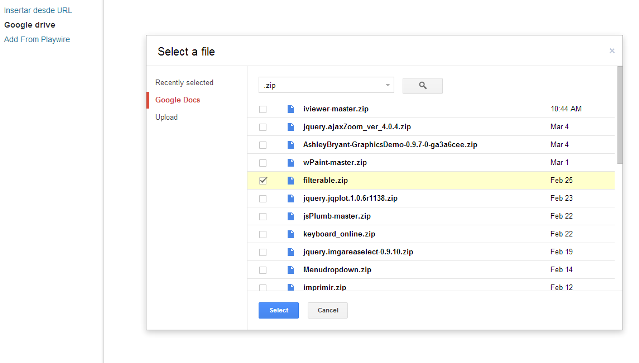 Insertar desde URL
Google drive
Add From Playwire
Select a file
×
Recently selected
Google Docs
Upload
.zip
iviewer-master.zip 10:44 AM
jquery.ajaxZoom_ver_4.0.4.zip Mar 4
AshleyBryant-GraphicsDemo-0.9.7-0-ga3a6cee.zip Mar 4
wPaint-master.zip Mar 1
filterable.zip Feb 25
jquery.jqplot.1.0.6r1138.zip Feb 23
jsPlumb-master.zip Feb 22
keyboard_online.zip Feb 22
jquery.imgareaselect-0.9.10.zip Feb 19
Menudropdown.zip Feb 14
imprimir.zip Feb 12
Select Cancel